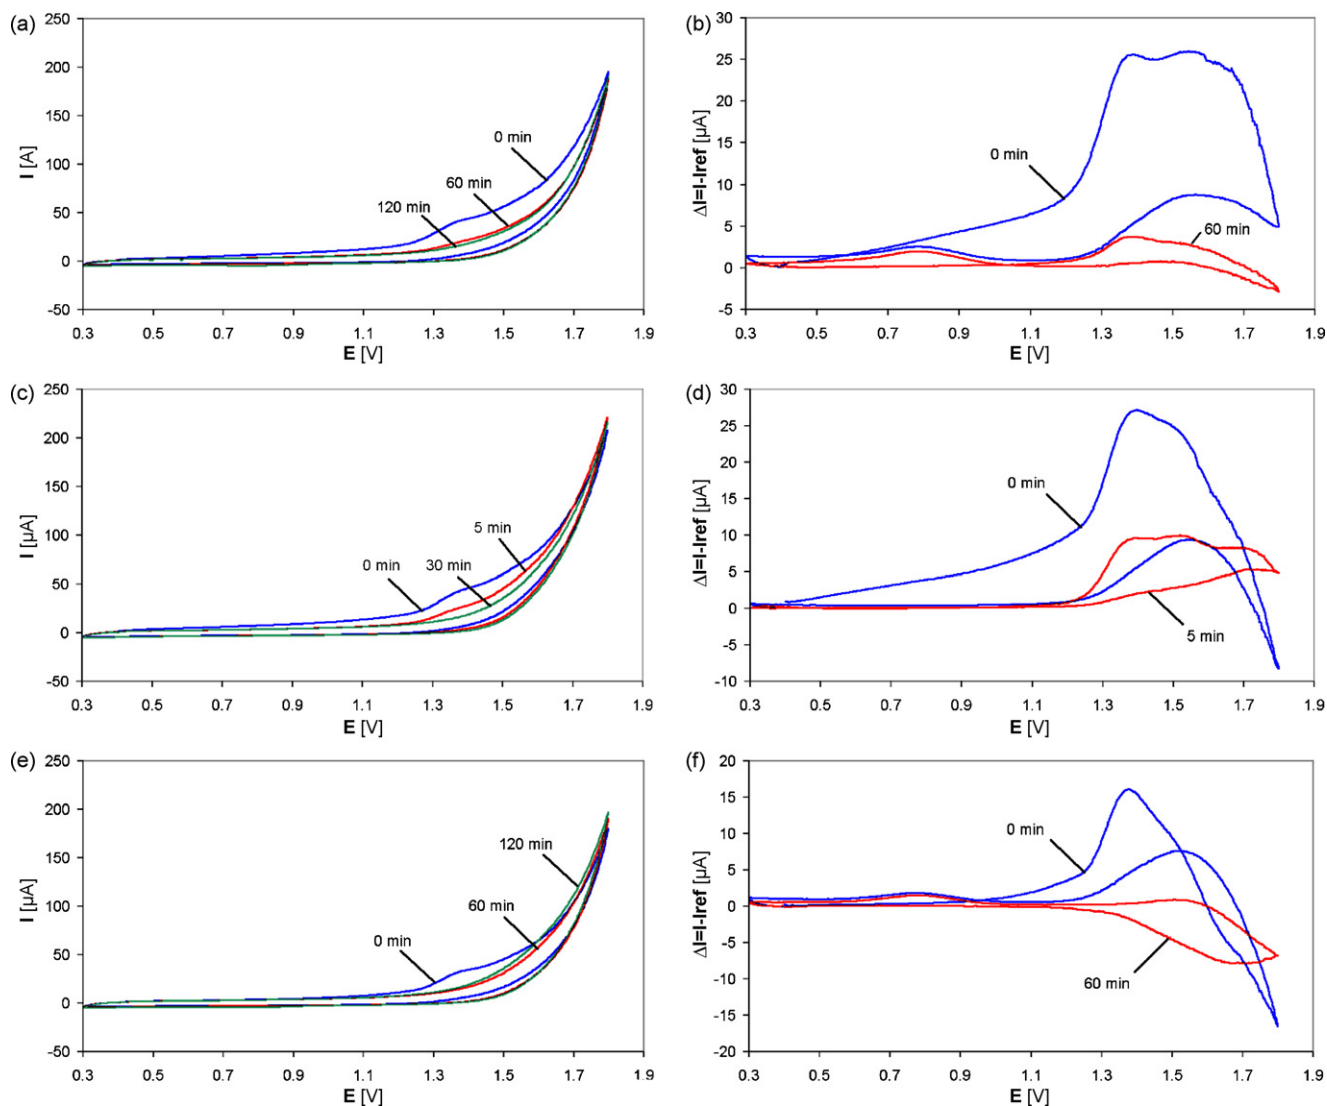 (a)
250
200
150
100
50
0
-50
I [A]
0 min
60 min
120 min
0.3 0.5 0.7 0.9 1.1 1.3 1.5 1.7 1.9
E [V]
(b)
30
25
20
15
10
5
0
-5
ΔI=I-Iref [µA]
0 min
60 min
0.3 0.5 0.7 0.9 1.1 1.3 1.5 1.7 1.9
E [V]
(c)
250
200
150
100
50
0
-50
I [µA]
5 min
0 min
30 min
0.3 0.5 0.7 0.9 1.1 1.3 1.5 1.7 1.9
E [V]
(d)
30
25
20
15
10
5
0
-5
-10
ΔI=I-Iref [µA]
0 min
5 min
0.3 0.5 0.7 0.9 1.1 1.3 1.5 1.7 1.9
E [V]
(e)
250
200
150
100
50
0
-50
I [µA]
120 min
60 min
0 min
0.3 0.5 0.7 0.9 1.1 1.3 1.5 1.7 1.9
E [V]
(f)
20
15
10
5
0
-5
-10
-15
-20
ΔI=I-Iref [µA]
0 min
60 min
0.3 0.5 0.7 0.9 1.1 1.3 1.5 1.7 1.9
E [V]